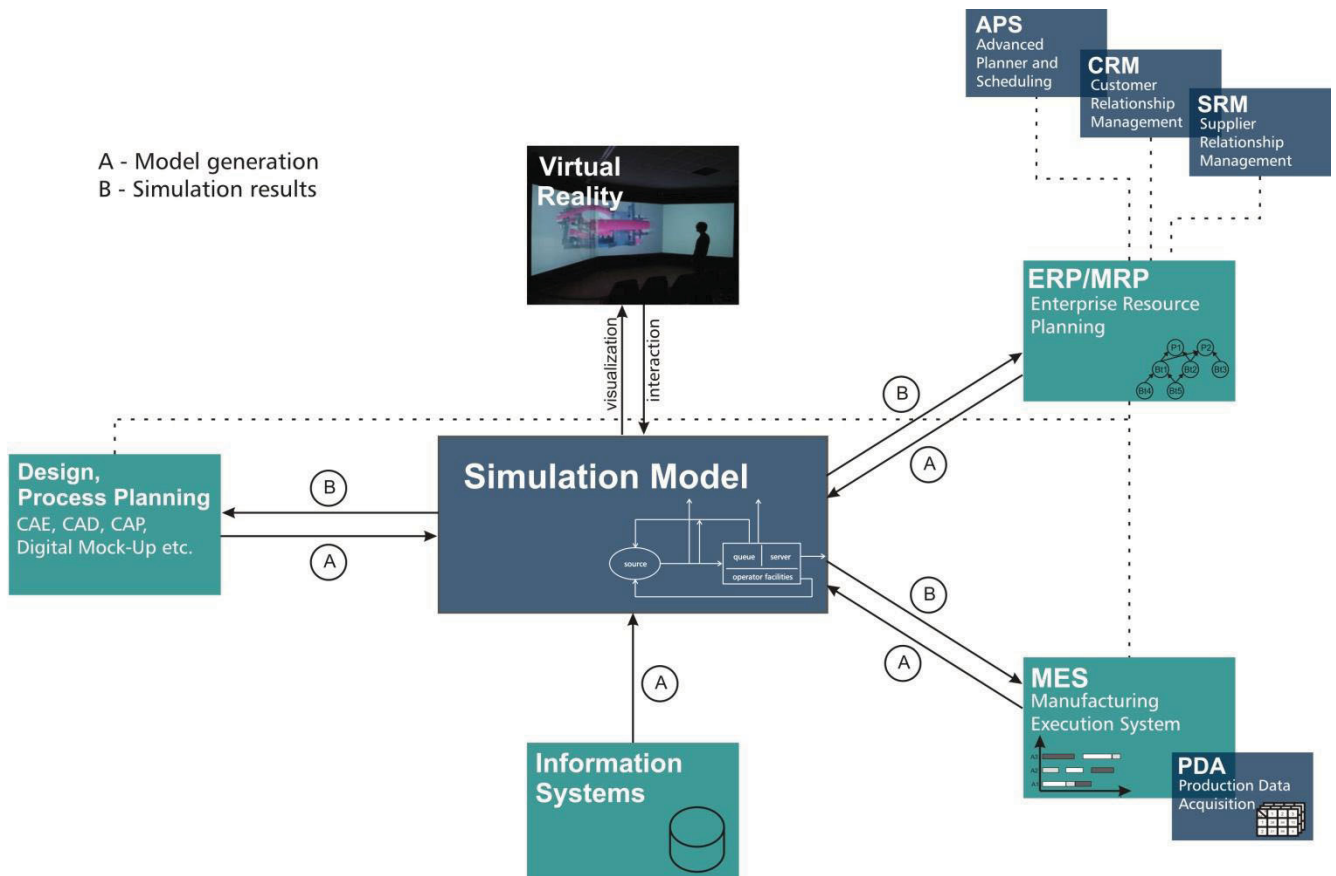 APS
Advanced
Planner and
Scheduling
CRM
Customer
Relationship
Management
SRM
Supplier
Relationship
Management
A - Model generation
B - Simulation results
Virtual
Reality
visualization
interaction
ERP/MRP
Enterprise Resource
Planning
P1
P2
Bt1
Bt2
Bt3
Bt4
Bt5
B
A
Design,
Process Planning
CAE, CAD, CAP,
Digital Mock-Up etc.
B
A
Simulation Model
source
queue
server
operator facilities
B
A
A
Information
Systems
MES
Manufacturing
Execution System
PDA
Production Data
Acquisition